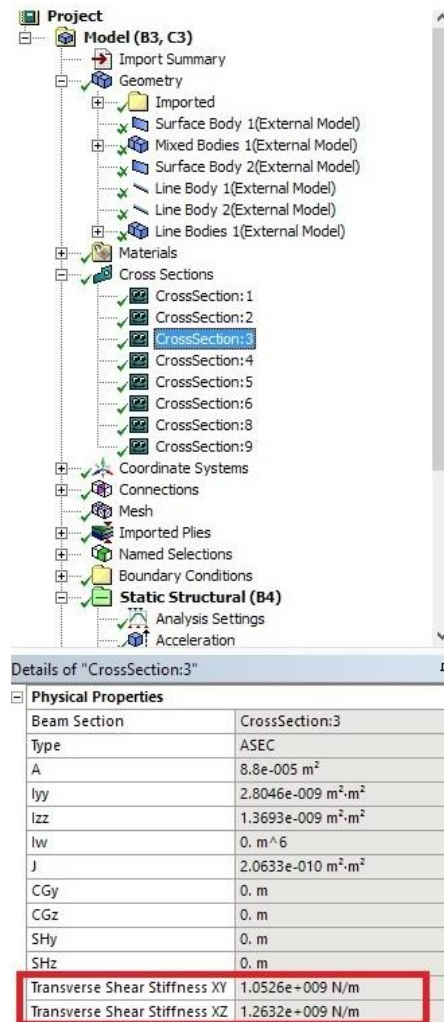 Project
Model (B3, C3)
Import Summary
Geometry
Imported
Surface Body 1(External Model)
Mixed Bodies 1(External Model)
Surface Body 2(External Model)
Line Body 1(External Model)
Line Body 2(External Model)
Line Bodies 1(External Model)
Materials
Cross Sections
CrossSection:1
CrossSection:2
CrossSection:3
CrossSection:4
CrossSection:5
CrossSection:6
CrossSection:8
CrossSection:9
Coordinate Systems
Connections
Mesh
Imported Plies
Named Selections
Boundary Conditions
Static Structural (B4)
Analysis Settings
Acceleration
Details of "CrossSection:3"
Physical Properties
Beam Section CrossSection:3
Type ASEC
A 8.8e-005 m²
Iyy 2.8046e-009 m²·m²
Izz 1.3693e-009 m²·m²
Iw 0. m^6
J 2.0633e-010 m²·m²
CGy 0. m
CGz 0. m
SHy 0. m
SHz 0. m
Transverse Shear Stiffness XY 1.0526e+009 N/m
Transverse Shear Stiffness XZ 1.2632e+009 N/m